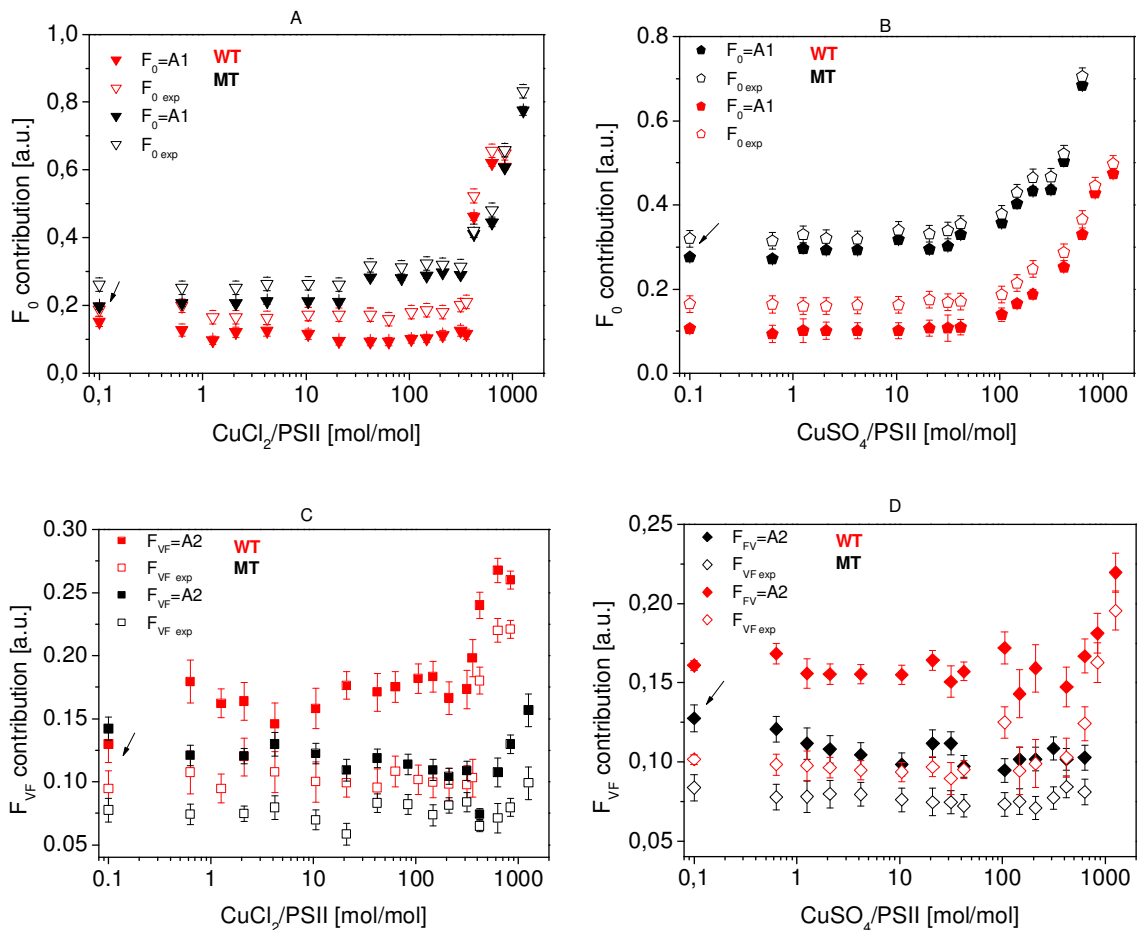 A
1,0
0,8
0,6
0,4
0,2
0,0
F0 contribution [a.u.]
F0=A1 WT
F0 exp MT
F0=A1
F0 exp
0,1 1 10 100 1000
CuCl2/PSII [mol/mol]
B
0.8
0.6
0.4
0.2
0.0
F0 contribution [a.u.]
F0=A1 WT
F0 exp MT
F0=A1
F0 exp
0.1 1 10 100 1000
CuSO4/PSII [mol/mol]
C
0.30
0.25
0.20
0.15
0.10
0.05
FVF contribution [a.u.]
FVF=A2 WT
FVF exp MT
FVF=A2
FVF exp
0.1 1 10 100 1000
CuCl2/PSII [mol/mol]
D
0,25
0,20
0,15
0,10
0,05
FVF contribution [a.u.]
FFV=A2 WT
FVF exp MT
FFV=A2
FVF exp
0,1 1 10 100 1000
CuSO4/PSII [mol/mol]